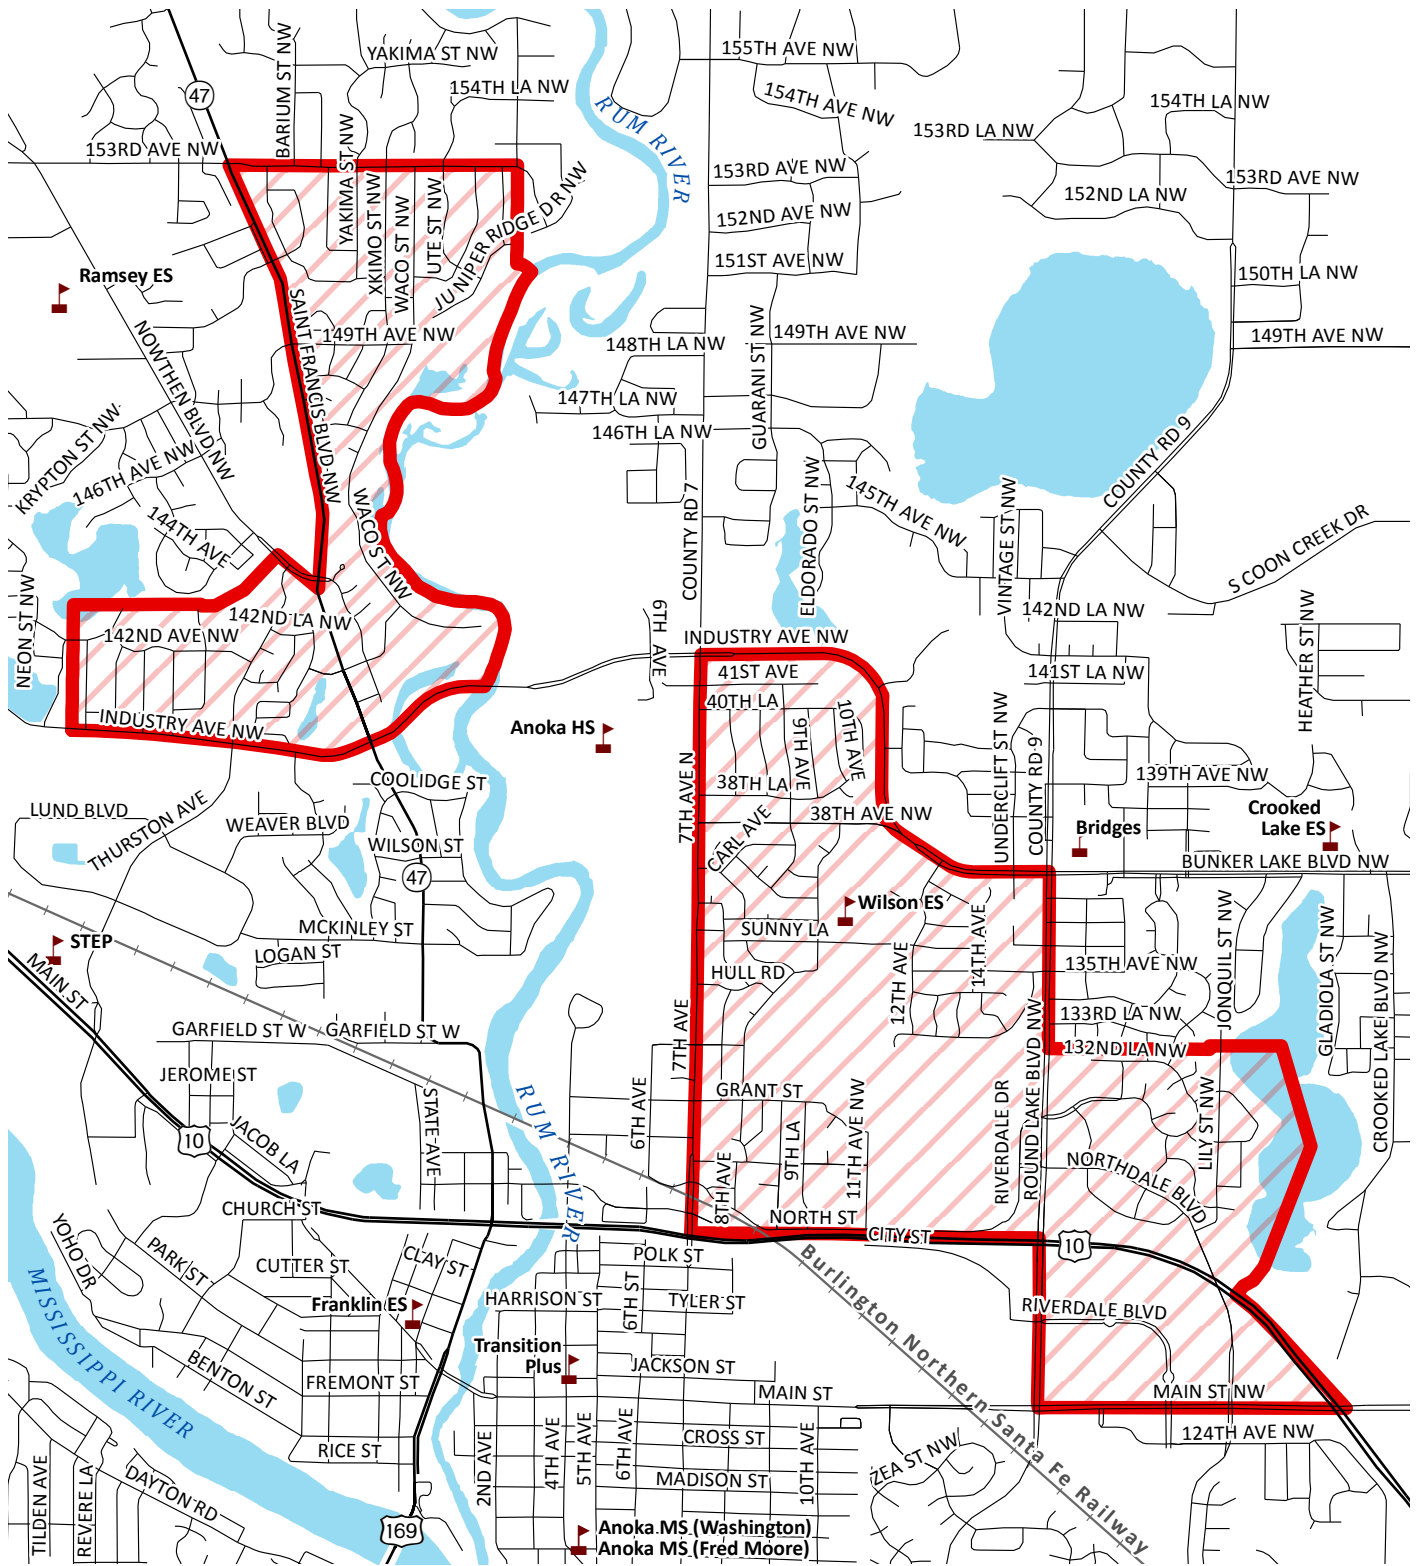 155TH AVE NW
YAKIMA ST NW
BARIUM ST NW
47
154TH LA NW
154TH AVE NW
154TH LA NW
RUM RIVER
153RD LA NW
153RD AVE NW
YAKIMA ST NW
153RD AVE NW
153RD AVE NW
152ND LA NW
XKIMO ST NW
WACO ST NW
UTE ST NW
JUNIPER RIDGE DR NW
152ND AVE NW
151ST AVE NW
150TH LA NW
Ramsey ES
SAINT FRANCIS BLVD NW
NOWTHEN BLVD NW
149TH AVE NW
148TH LA NW
GUARANI ST NW
149TH AVE NW
149TH AVE NW
147TH LA NW
146TH LA NW
KRYPTON ST NW
146TH AVE NW
144TH AVE
WACO ST NW
COUNTY RD 7
ELDORADO ST NW
145TH AVE NW
VINTAGE ST NW
COUNTY RD 9
S COON CREEK DR
NEON ST NW
142ND LA NW
142ND AVE NW
6TH AVE
INDUSTRY AVE NW
142ND LA NW
HEATHER ST NW
141ST LA NW
41ST AVE
40TH LA
INDUSTRY AVE NW
Anoka HS
9TH AVE
10TH AVE
UNDERCLIFT ST NW
COUNTY RD 9
7TH AVE N
38TH LA
139TH AVE NW
COOLIDGE ST
LUND BLVD
THURSTON AVE
WEAVER BLVD
WILSON ST
38TH AVE NW
CARL AVE
Bridges
Crooked
Lake ES
BUNKER LAKE BLVD NW
47
Wilson ES
MCKINLEY ST
SUNNY LA
14TH AVE
JONQUIL ST NW
GLADIOLA ST NW
CROOKED LAKE BLVD NW
STEP
LOGAN ST
MAIN ST
HULL RD
12TH AVE
135TH AVE NW
133RD LA NW
GARFIELD ST W
GARFIELD ST W
7TH AVE
132ND LA NW
JEROME ST
STATE AVE
RUM RIVER
6TH AVE
GRANT ST
11TH AVE NW
RIVERDALE DR
ROUND LAKE BLVD NW
LILY ST NW
10
JACOB LA
8TH AVE
9TH LA
NORTHDALE BLVD
CHURCH ST
NORTH ST
CITY ST
10
YOHO DR
PARK ST
CUTTER ST
CLAY ST
POLK ST
Burlington Northern Santa Fe Railway
MISSISSIPPI RIVER
Franklin ES
HARRISON ST
6TH ST
TYLER ST
RIVERDALE BLVD
Transition
Plus
BENTON ST
FREMONT ST
JACKSON ST
MAIN ST
MAIN ST NW
RICE ST
2ND AVE
4TH AVE
5TH AVE
6TH AVE
CROSS ST
10TH AVE
124TH AVE NW
ZEA ST NW
MADISON ST
TILDEN AVE
REVERE LA
DAYTON RD
169
Anoka MS (Washington)
Anoka MS (Fred Moore)